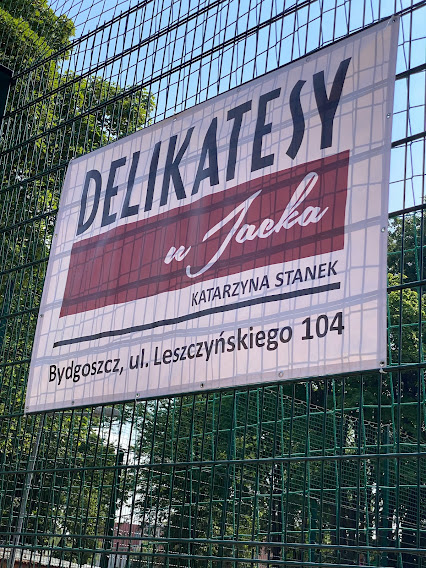 DELIKATESY
u Jacka
KATARZYNA STANEK
Bydgoszcz, ul. Leszczyńskiego 104